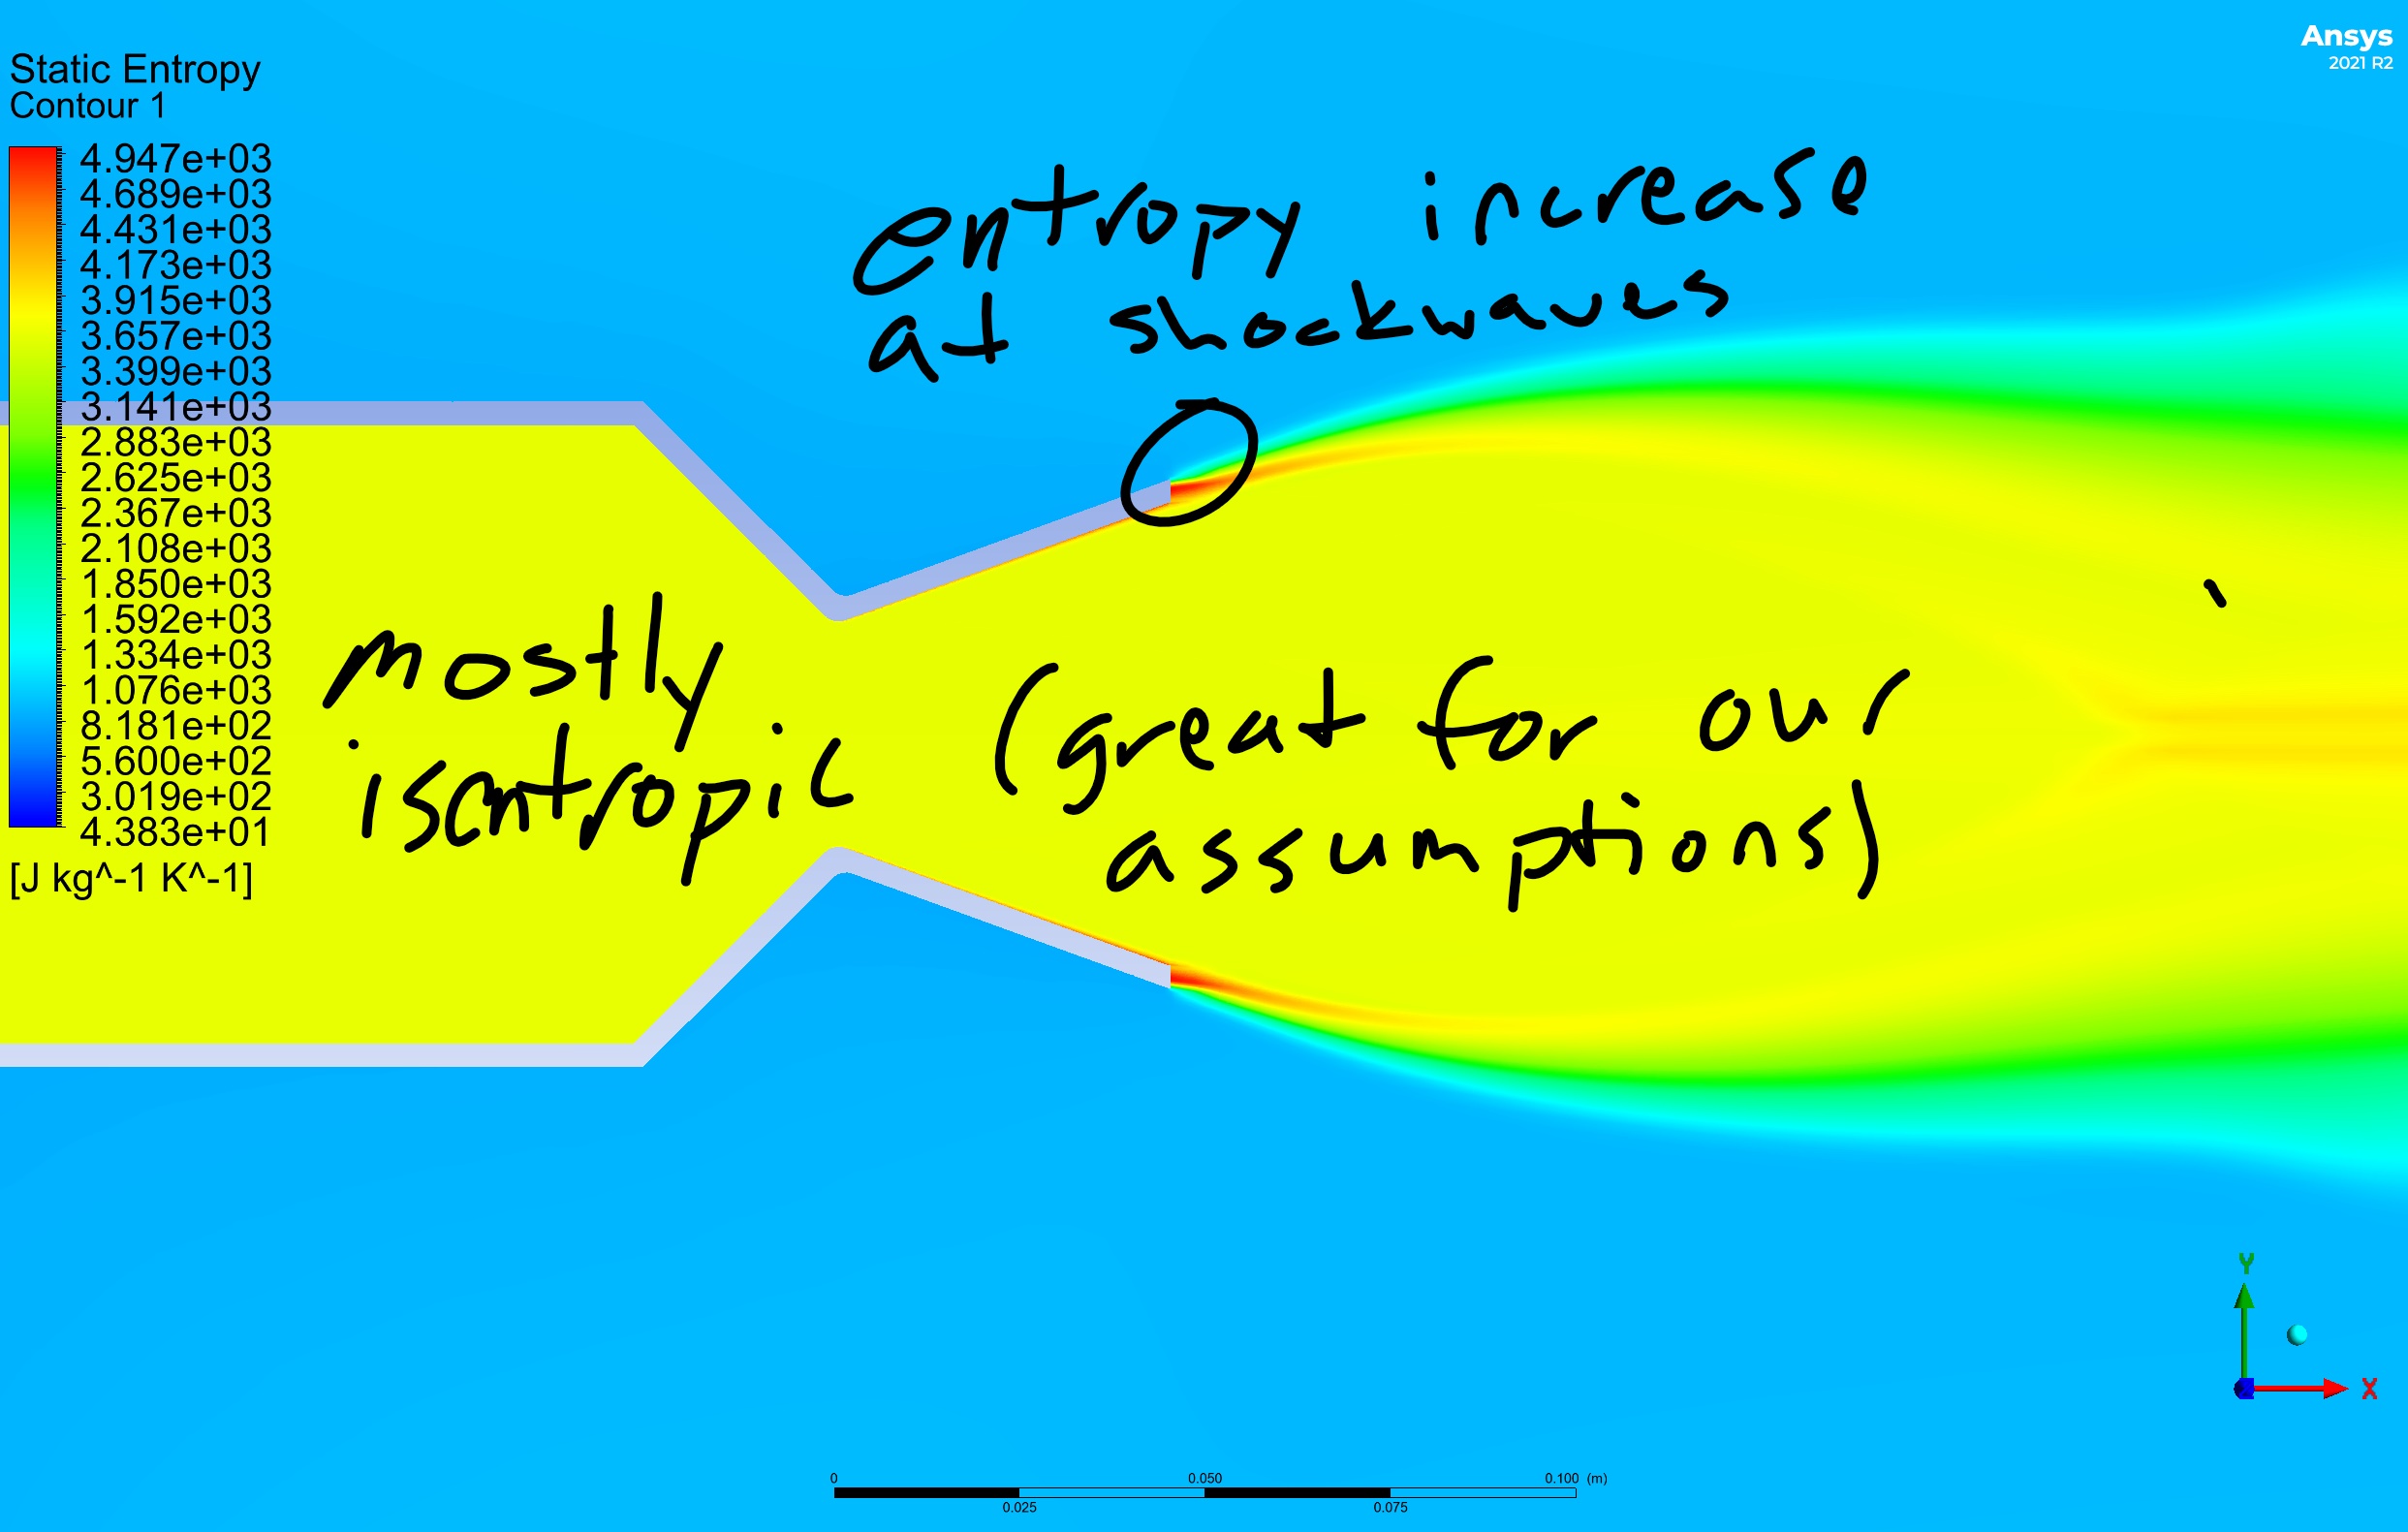 Ansys
2021 R2
Static Entropy
Contour 1
4.947e+03
4.689e+03
4.431e+03
4.173e+03
3.915e+03
3.657e+03
3.399e+03
3.141e+03
2.883e+03
2.625e+03
2.367e+03
2.108e+03
1.850e+03
1.592e+03
1.334e+03
1.076e+03
8.181e+02
5.600e+02
3.019e+02
4.383e+01
[J kg^-1 K^-1]
entropy increase
at shockwaves
mostly
isentropic
(great for our
assumptions)
Y
X
0 0.050 0.100 (m)
0.025 0.075